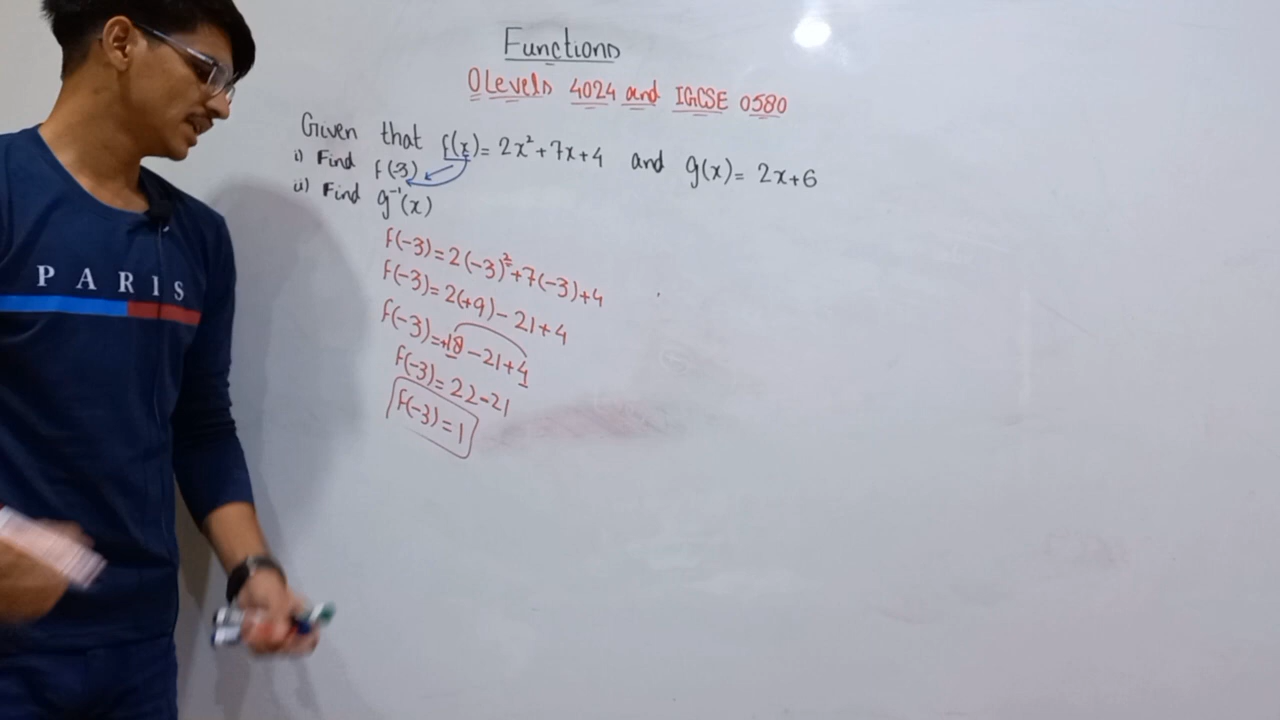 Functions
O Levels 4024 and IGCSE 0580
Given that f(x) = 2x² + 7x + 4 and g(x) = 2x + 6
i) Find f(-3)
ii) Find g⁻¹(x)
f(-3) = 2(-3)² + 7(-3) + 4
f(-3) = 2(+9) - 21 + 4
f(-3) = +18 - 21 + 4
f(-3) = 22 - 21
f(-3) = 1
PARIS